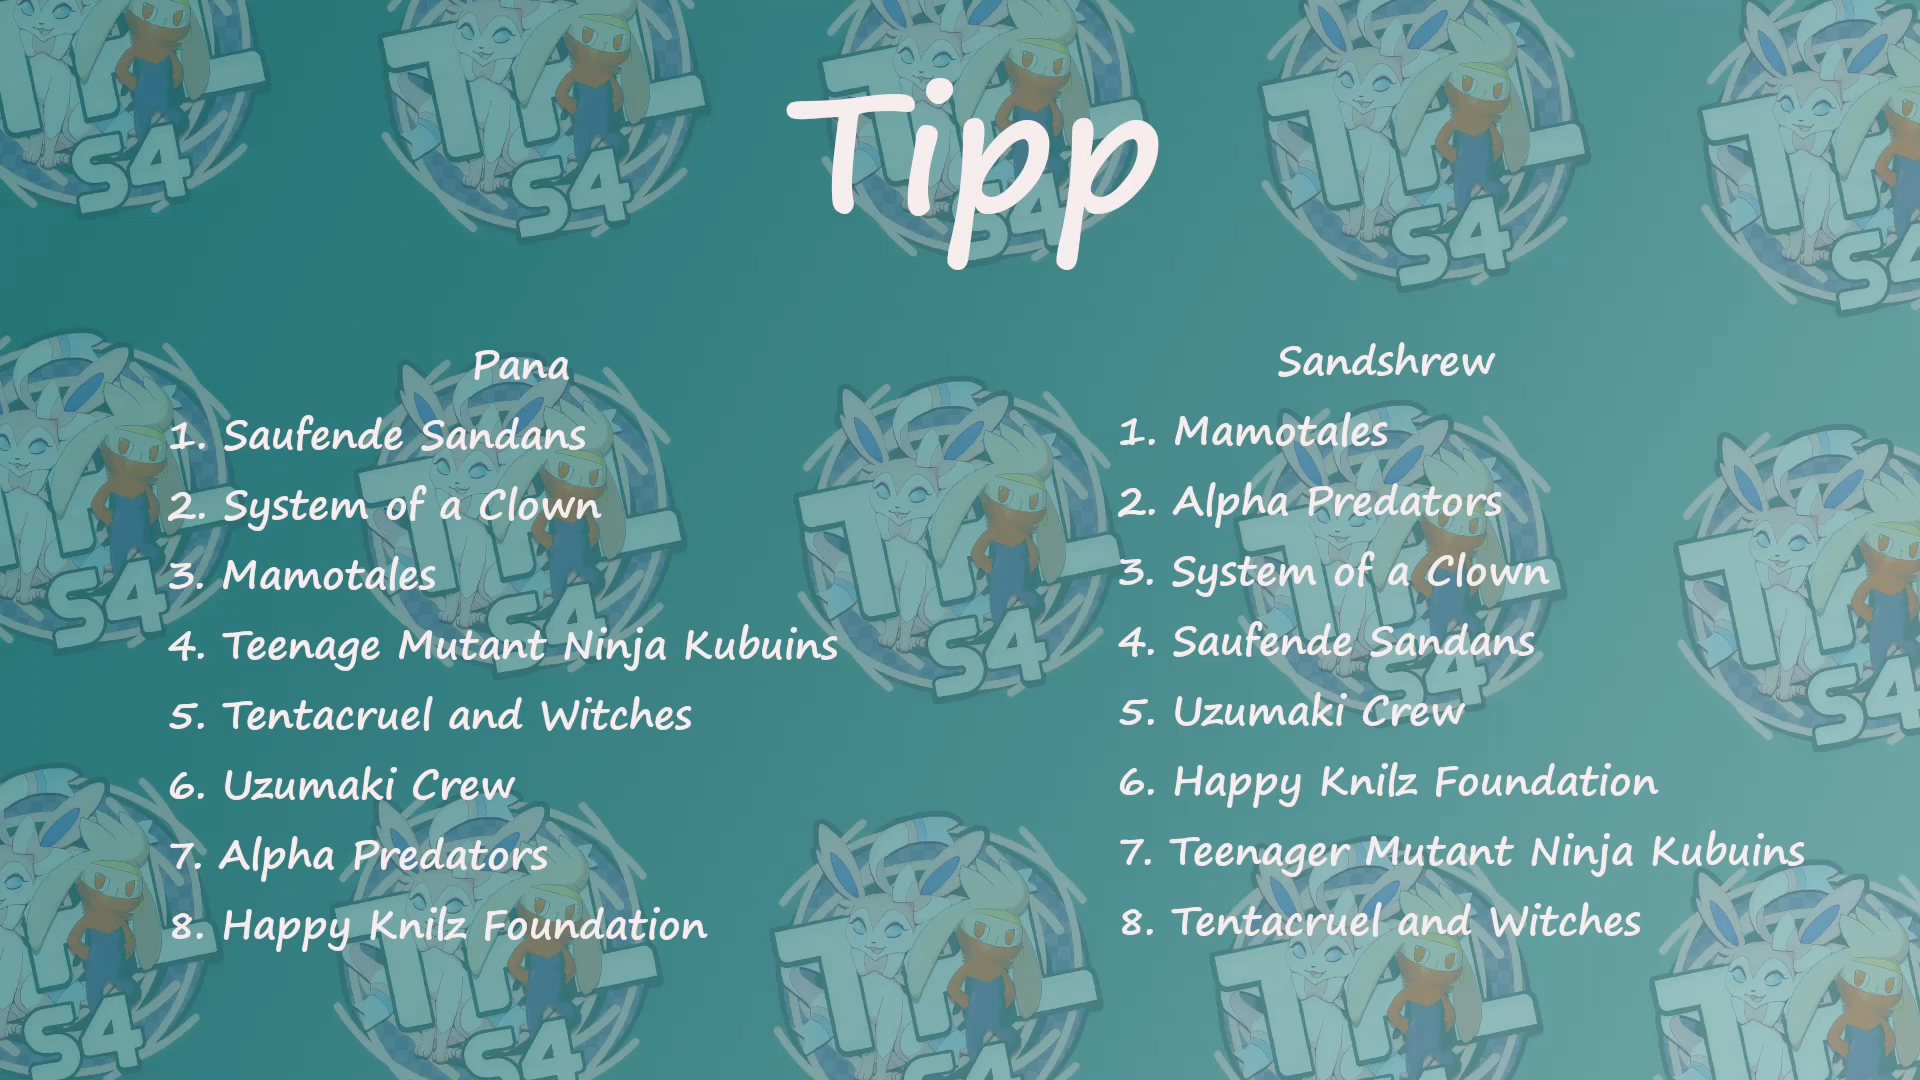 Tipp
Pana
1. Saufende Sandans
2. System of a Clown
3. Mamotales
4. Teenage Mutant Ninja Kubuins
5. Tentacruel and Witches
6. Uzumaki Crew
7. Alpha Predators
8. Happy Knilz Foundation
Sandshrew
1. Mamotales
2. Alpha Predators
3. System of a Clown
4. Saufende Sandans
5. Uzumaki Crew
6. Happy Knilz Foundation
7. Teenager Mutant Ninja Kubuins
8. Tentacruel and Witches